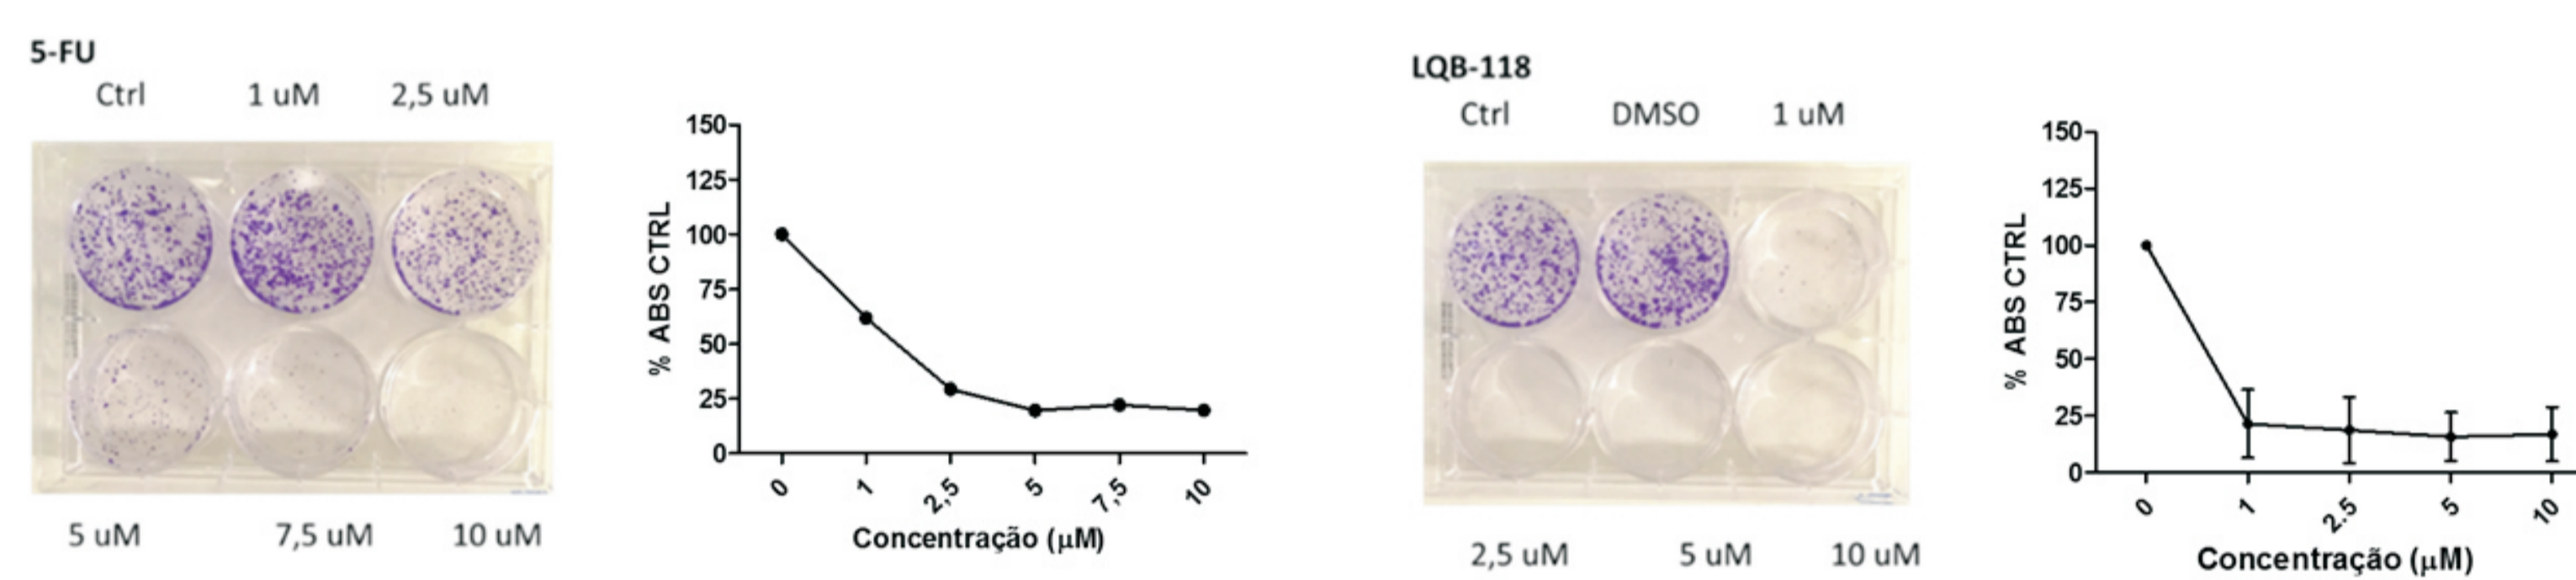 5-FU
Ctrl 1 uM 2,5 uM
5 uM 7,5 uM 10 uM
150
125
100
75
50
25
0
% ABS CTRL
0 1 2,5 5 7,5 10
Concentração (µM)
LQB-118
Ctrl DMSO 1 uM
2,5 uM 5 uM 10 uM
150
125
100
75
50
25
0
% ABS CTRL
0 1 2.5 5 10
Concentração (µM)